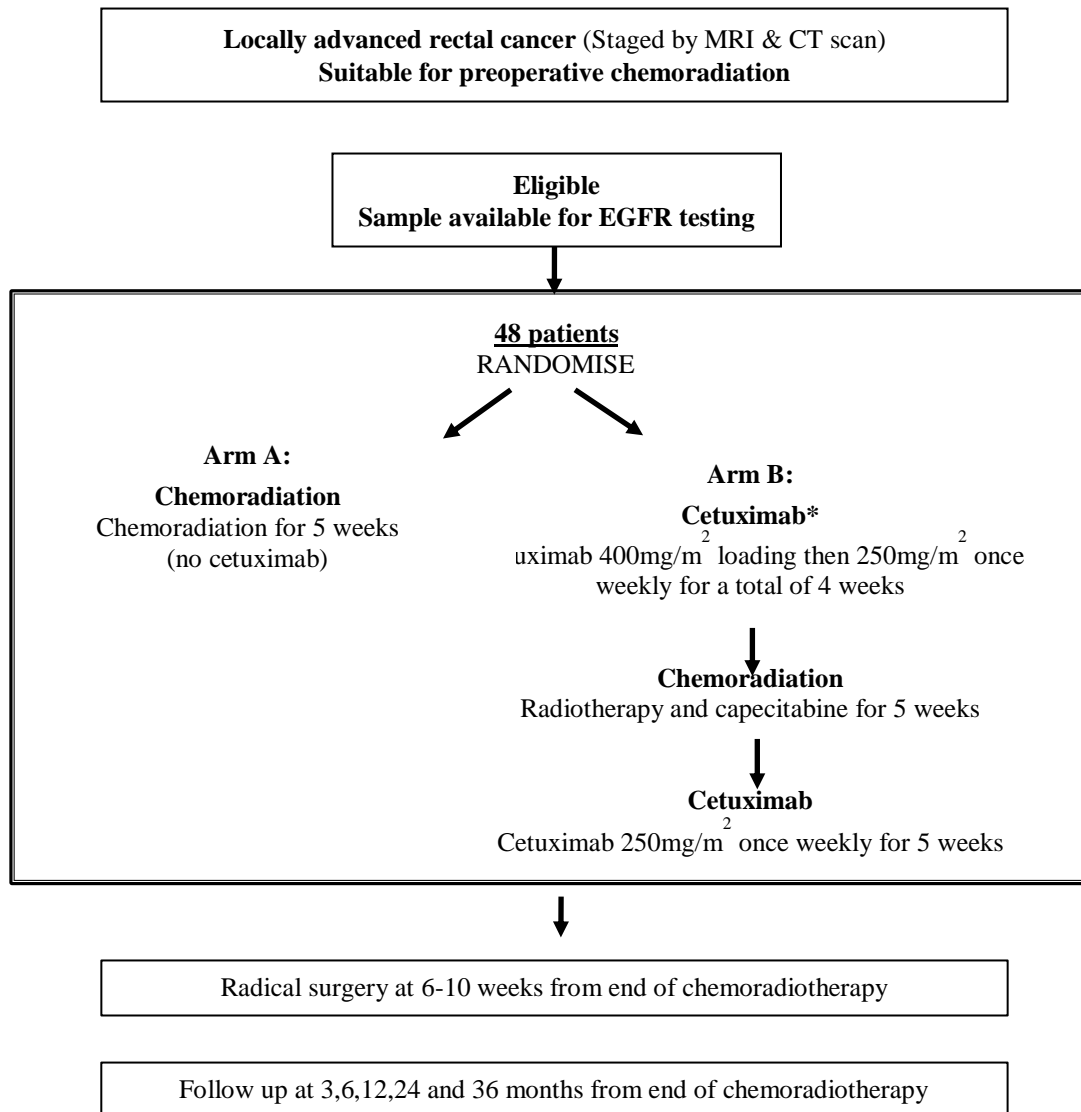 Locally advanced rectal cancer (Staged by MRI & CT scan)
Suitable for preoperative chemoradiation
Eligible
Sample available for EGFR testing
48 patients
RANDOMISE
Arm A:
Chemoradiation
Chemoradiation for 5 weeks
(no cetuximab)
Arm B:
Cetuximab*
uximab 400mg/m² loading then 250mg/m² once
weekly for a total of 4 weeks
Chemoradiation
Radiotherapy and capecitabine for 5 weeks
Cetuximab
Cetuximab 250mg/m² once weekly for 5 weeks
Radical surgery at 6-10 weeks from end of chemoradiotherapy
Follow up at 3,6,12,24 and 36 months from end of chemoradiotherapy